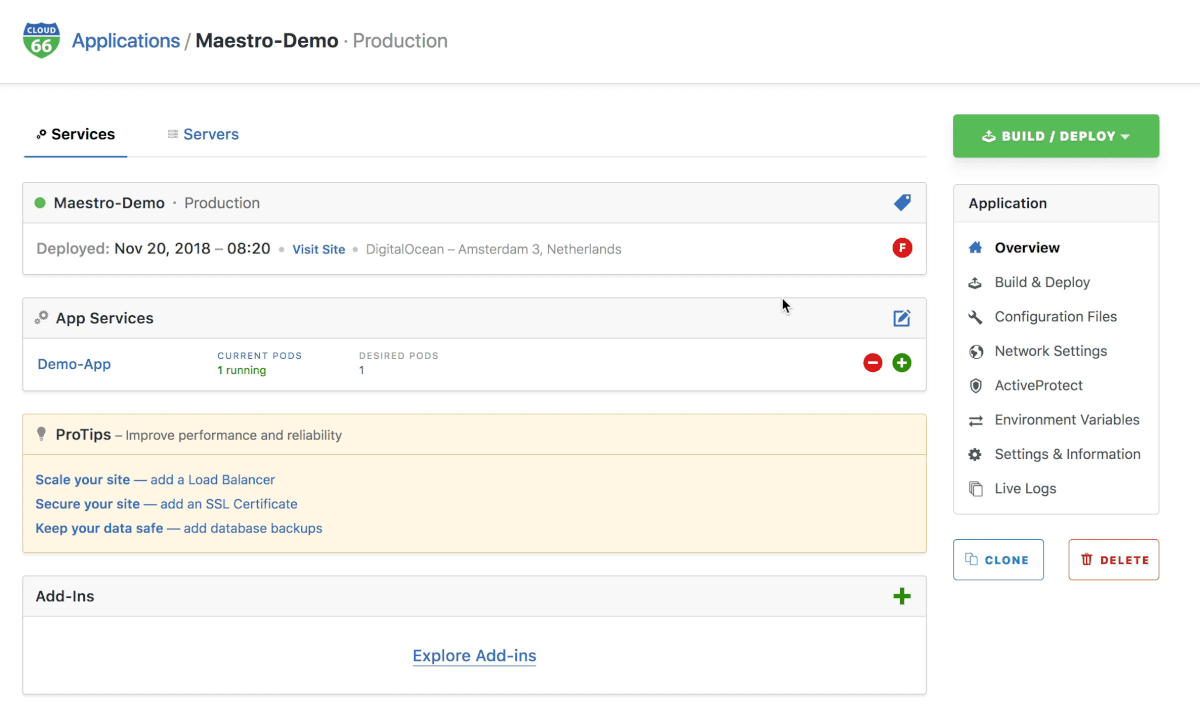 CLOUD 66 Applications / Maestro-Demo · Production
Services Servers
BUILD / DEPLOY
Maestro-Demo · Production
Deployed: Nov 20, 2018 – 08:20 • Visit Site • DigitalOcean – Amsterdam 3, Netherlands F
App Services
Demo-App
CURRENT PODS
1 running
DESIRED PODS
1
ProTips – Improve performance and reliability
Scale your site — add a Load Balancer
Secure your site — add an SSL Certificate
Keep your data safe — add database backups
Add-Ins
Explore Add-ins
Application
Overview
Build & Deploy
Configuration Files
Network Settings
ActiveProtect
Environment Variables
Settings & Information
Live Logs
CLONE DELETE